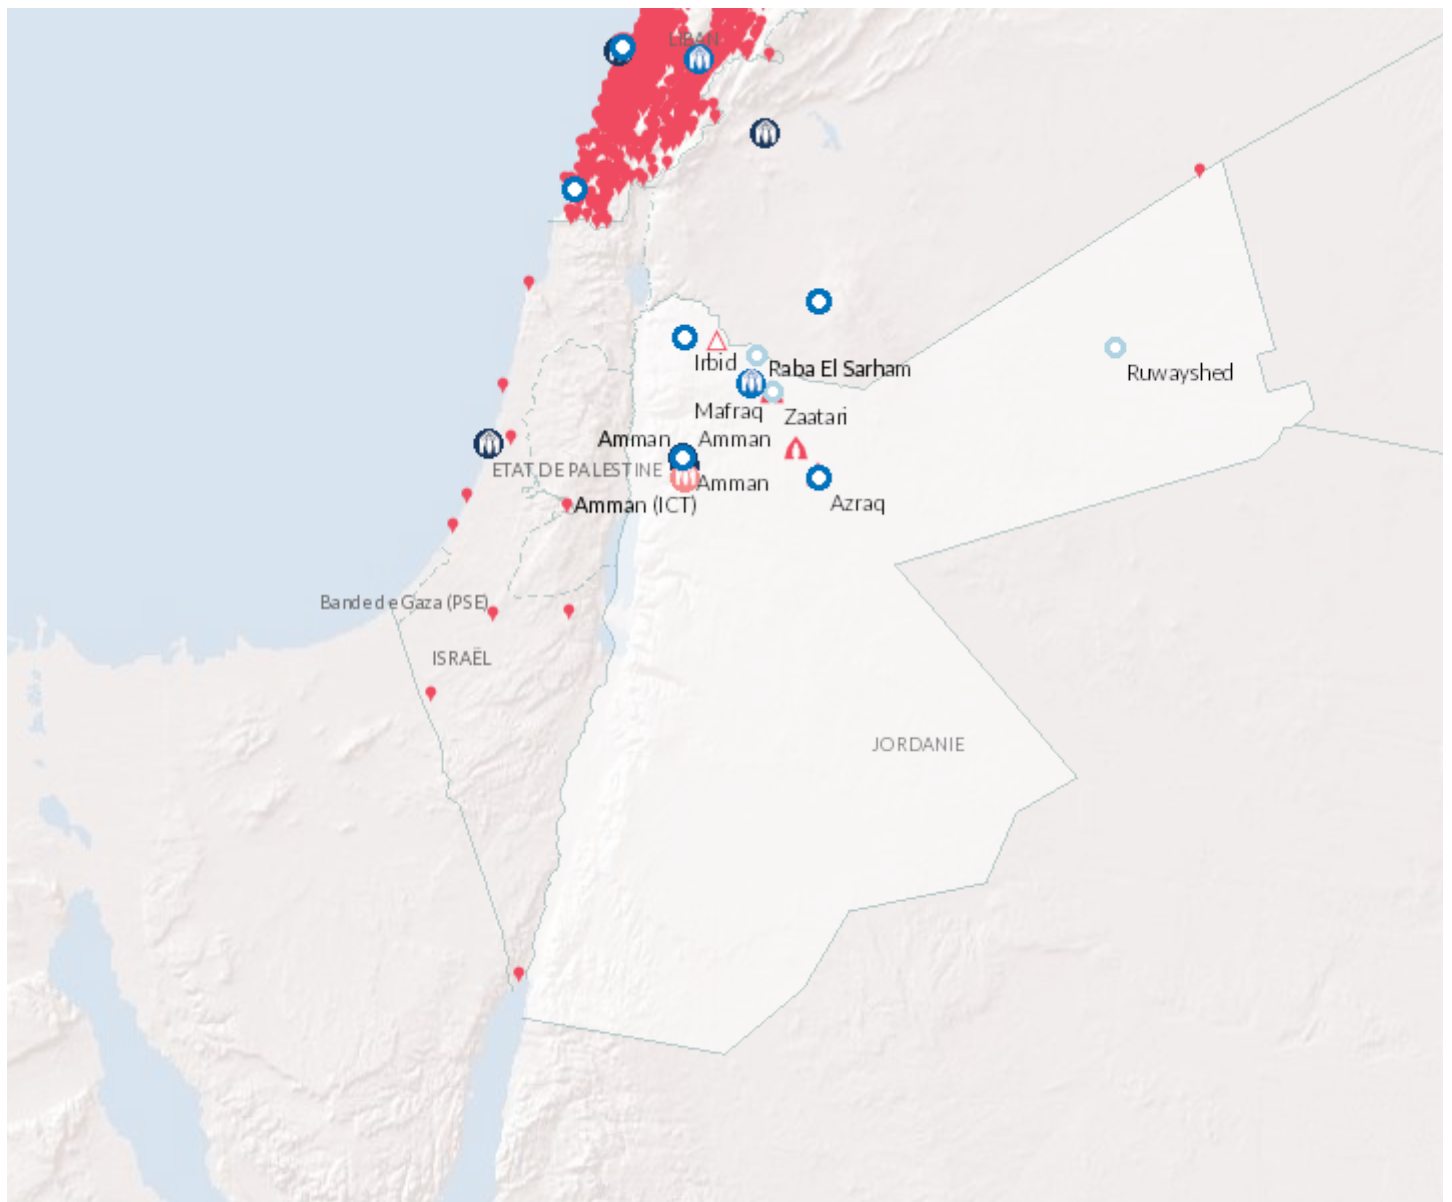 LIBAN
Irbid
Raba El Sarham
Ruwayshed
Mafraq
Zaatari
Amman
Amman
ETAT DE PALESTINE
Amman
Amman (ICT)
Azraq
Bande de Gaza (PSE)
ISRAËL
JORDANIE